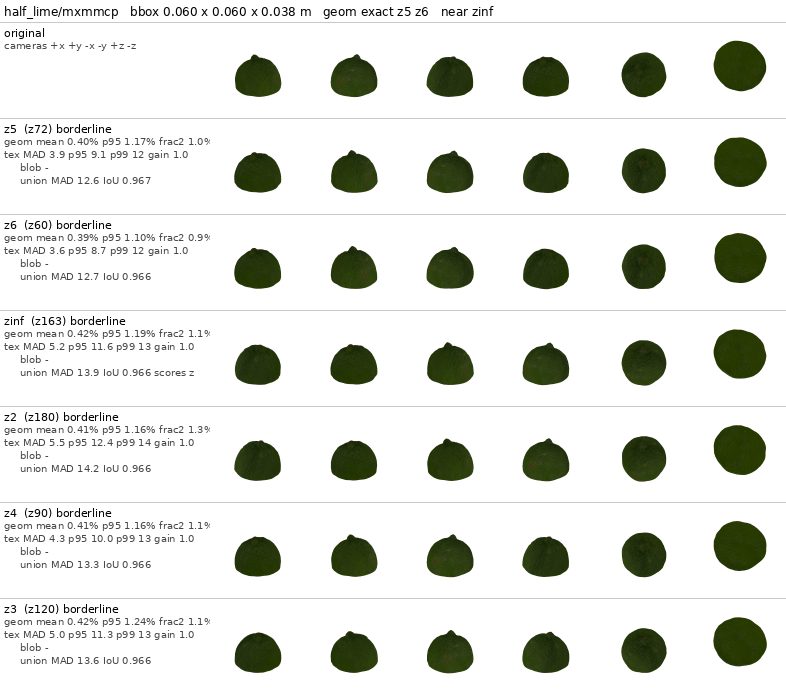 half_lime/mxmmcp bbox 0.060 x 0.060 x 0.038 m geom exact z5 z6 near zinf
original
cameras +x +y -x -y +z -z
z5 (z72) borderline
geom mean 0.40% p95 1.17% frac2 1.0%
tex MAD 3.9 p95 9.1 p99 12 gain 1.0
blob -
union MAD 12.6 IoU 0.967
z6 (z60) borderline
geom mean 0.39% p95 1.10% frac2 0.9%
tex MAD 3.6 p95 8.7 p99 12 gain 1.0
blob -
union MAD 12.7 IoU 0.966
zinf (z163) borderline
geom mean 0.42% p95 1.19% frac2 1.1%
tex MAD 5.2 p95 11.6 p99 13 gain 1.0
blob -
union MAD 13.9 IoU 0.966 scores z
z2 (z180) borderline
geom mean 0.41% p95 1.16% frac2 1.3%
tex MAD 5.5 p95 12.4 p99 14 gain 1.0
blob -
union MAD 14.2 IoU 0.966
z4 (z90) borderline
geom mean 0.41% p95 1.16% frac2 1.1%
tex MAD 4.3 p95 10.0 p99 13 gain 1.0
blob -
union MAD 13.3 IoU 0.966
z3 (z120) borderline
geom mean 0.42% p95 1.24% frac2 1.1%
tex MAD 5.0 p95 11.3 p99 13 gain 1.0
blob -
union MAD 13.6 IoU 0.966